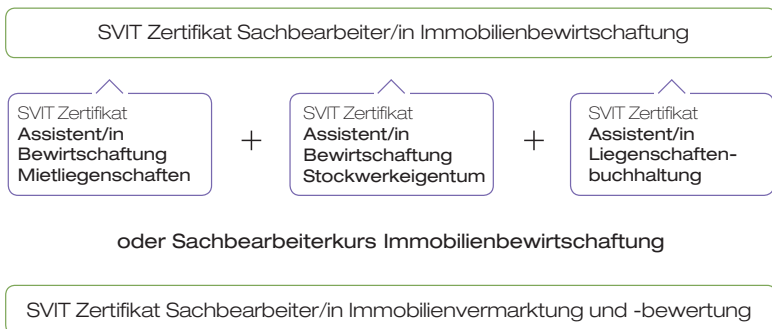 SVIT Zertifikat Sachbearbeiter/in Immobilienbewirtschaftung
SVIT Zertifikat
Assistent/in
Bewirtschaftung
Mietliegenschaften
+
SVIT Zertifikat
Assistent/in
Bewirtschaftung
Stockwerkeigentum
+
SVIT Zertifikat
Assistent/in
Liegenschaften-
buchhaltung
oder Sachbearbeiterkurs Immobilienbewirtschaftung
SVIT Zertifikat Sachbearbeiter/in Immobilienvermarktung und -bewertung